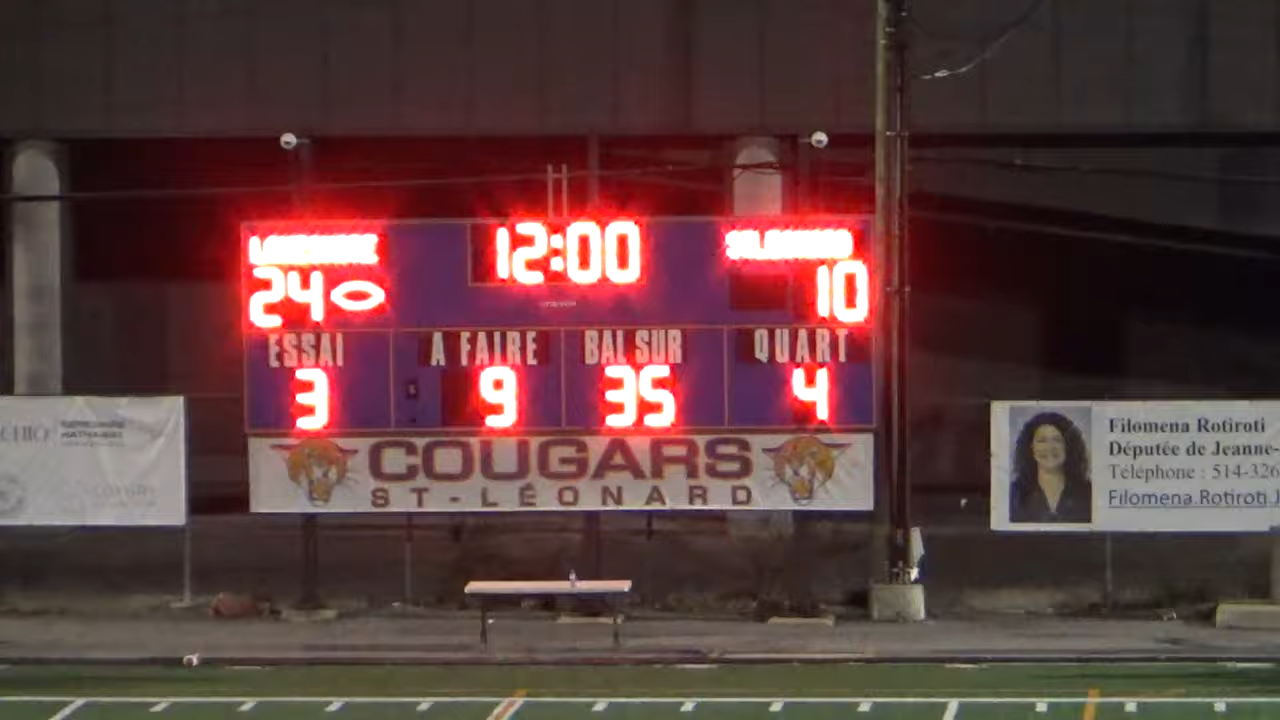 12:00
24
10
ESSAI
A FAIRE
BAL SUR
QUART
3
9
35
4
COUGARS
ST-LÉONARD
Filomena Rotiroti
Députée de Jeanne-
Téléphone : 514-326
Filomena.Rotiroti.J